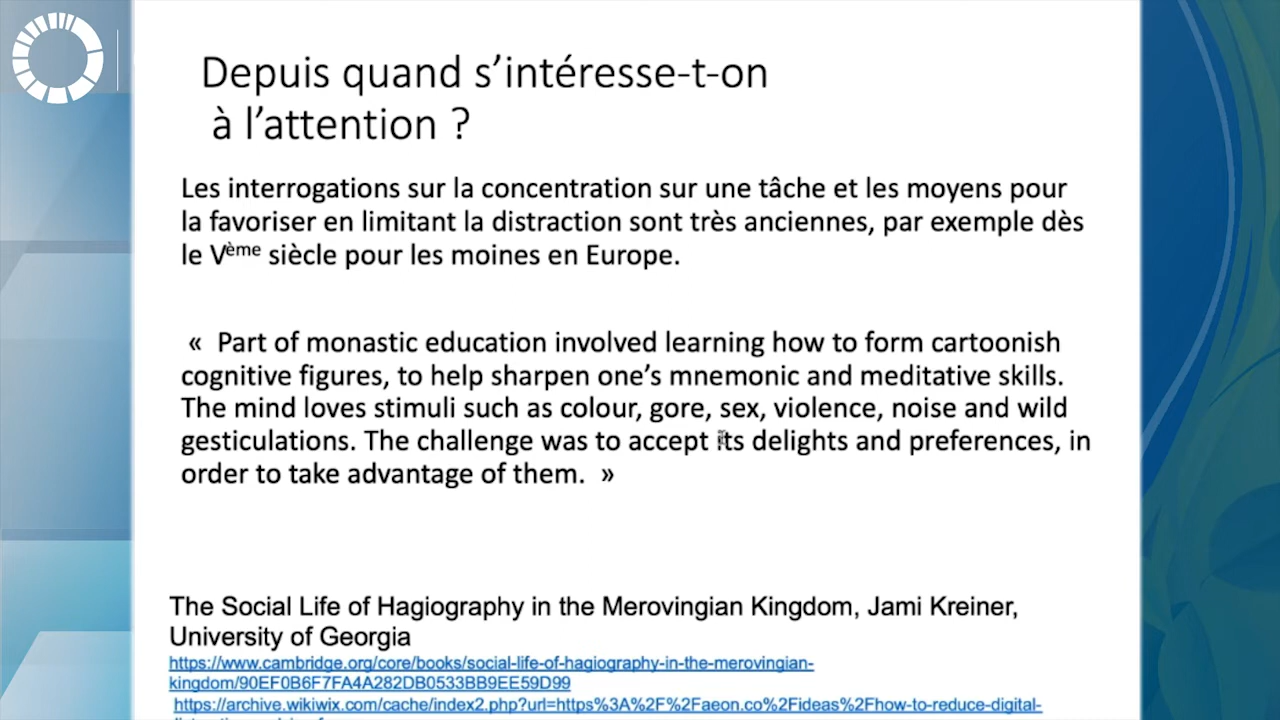 Depuis quand s’intéresse-t-on
à l’attention ?
Les interrogations sur la concentration sur une tâche et les moyens pour
la favoriser en limitant la distraction sont très anciennes, par exemple dès
le Vème siècle pour les moines en Europe.
« Part of monastic education involved learning how to form cartoonish
cognitive figures, to help sharpen one’s mnemonic and meditative skills.
The mind loves stimuli such as colour, gore, sex, violence, noise and wild
gesticulations. The challenge was to accept its delights and preferences, in
order to take advantage of them. »
The Social Life of Hagiography in the Merovingian Kingdom, Jami Kreiner,
University of Georgia
https://www.cambridge.org/core/books/social-life-of-hagiography-in-the-merovingian-
kingdom/90EF0B6F7FA4A282DB0533BB9EE59D99
https://archive.wikiwix.com/cache/index2.php?url=https%3A%2F%2Faeon.co%2Fideas%2Fhow-to-reduce-digital-